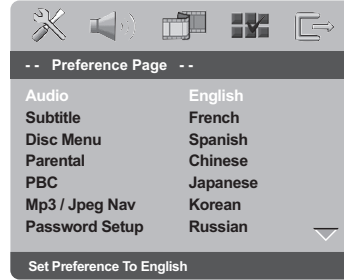 - - Preference Page - -
Audio English
Subtitle French
Disc Menu Spanish
Parental Chinese
PBC Japanese
Mp3 / Jpeg Nav Korean
Password Setup Russian
Set Preference To English